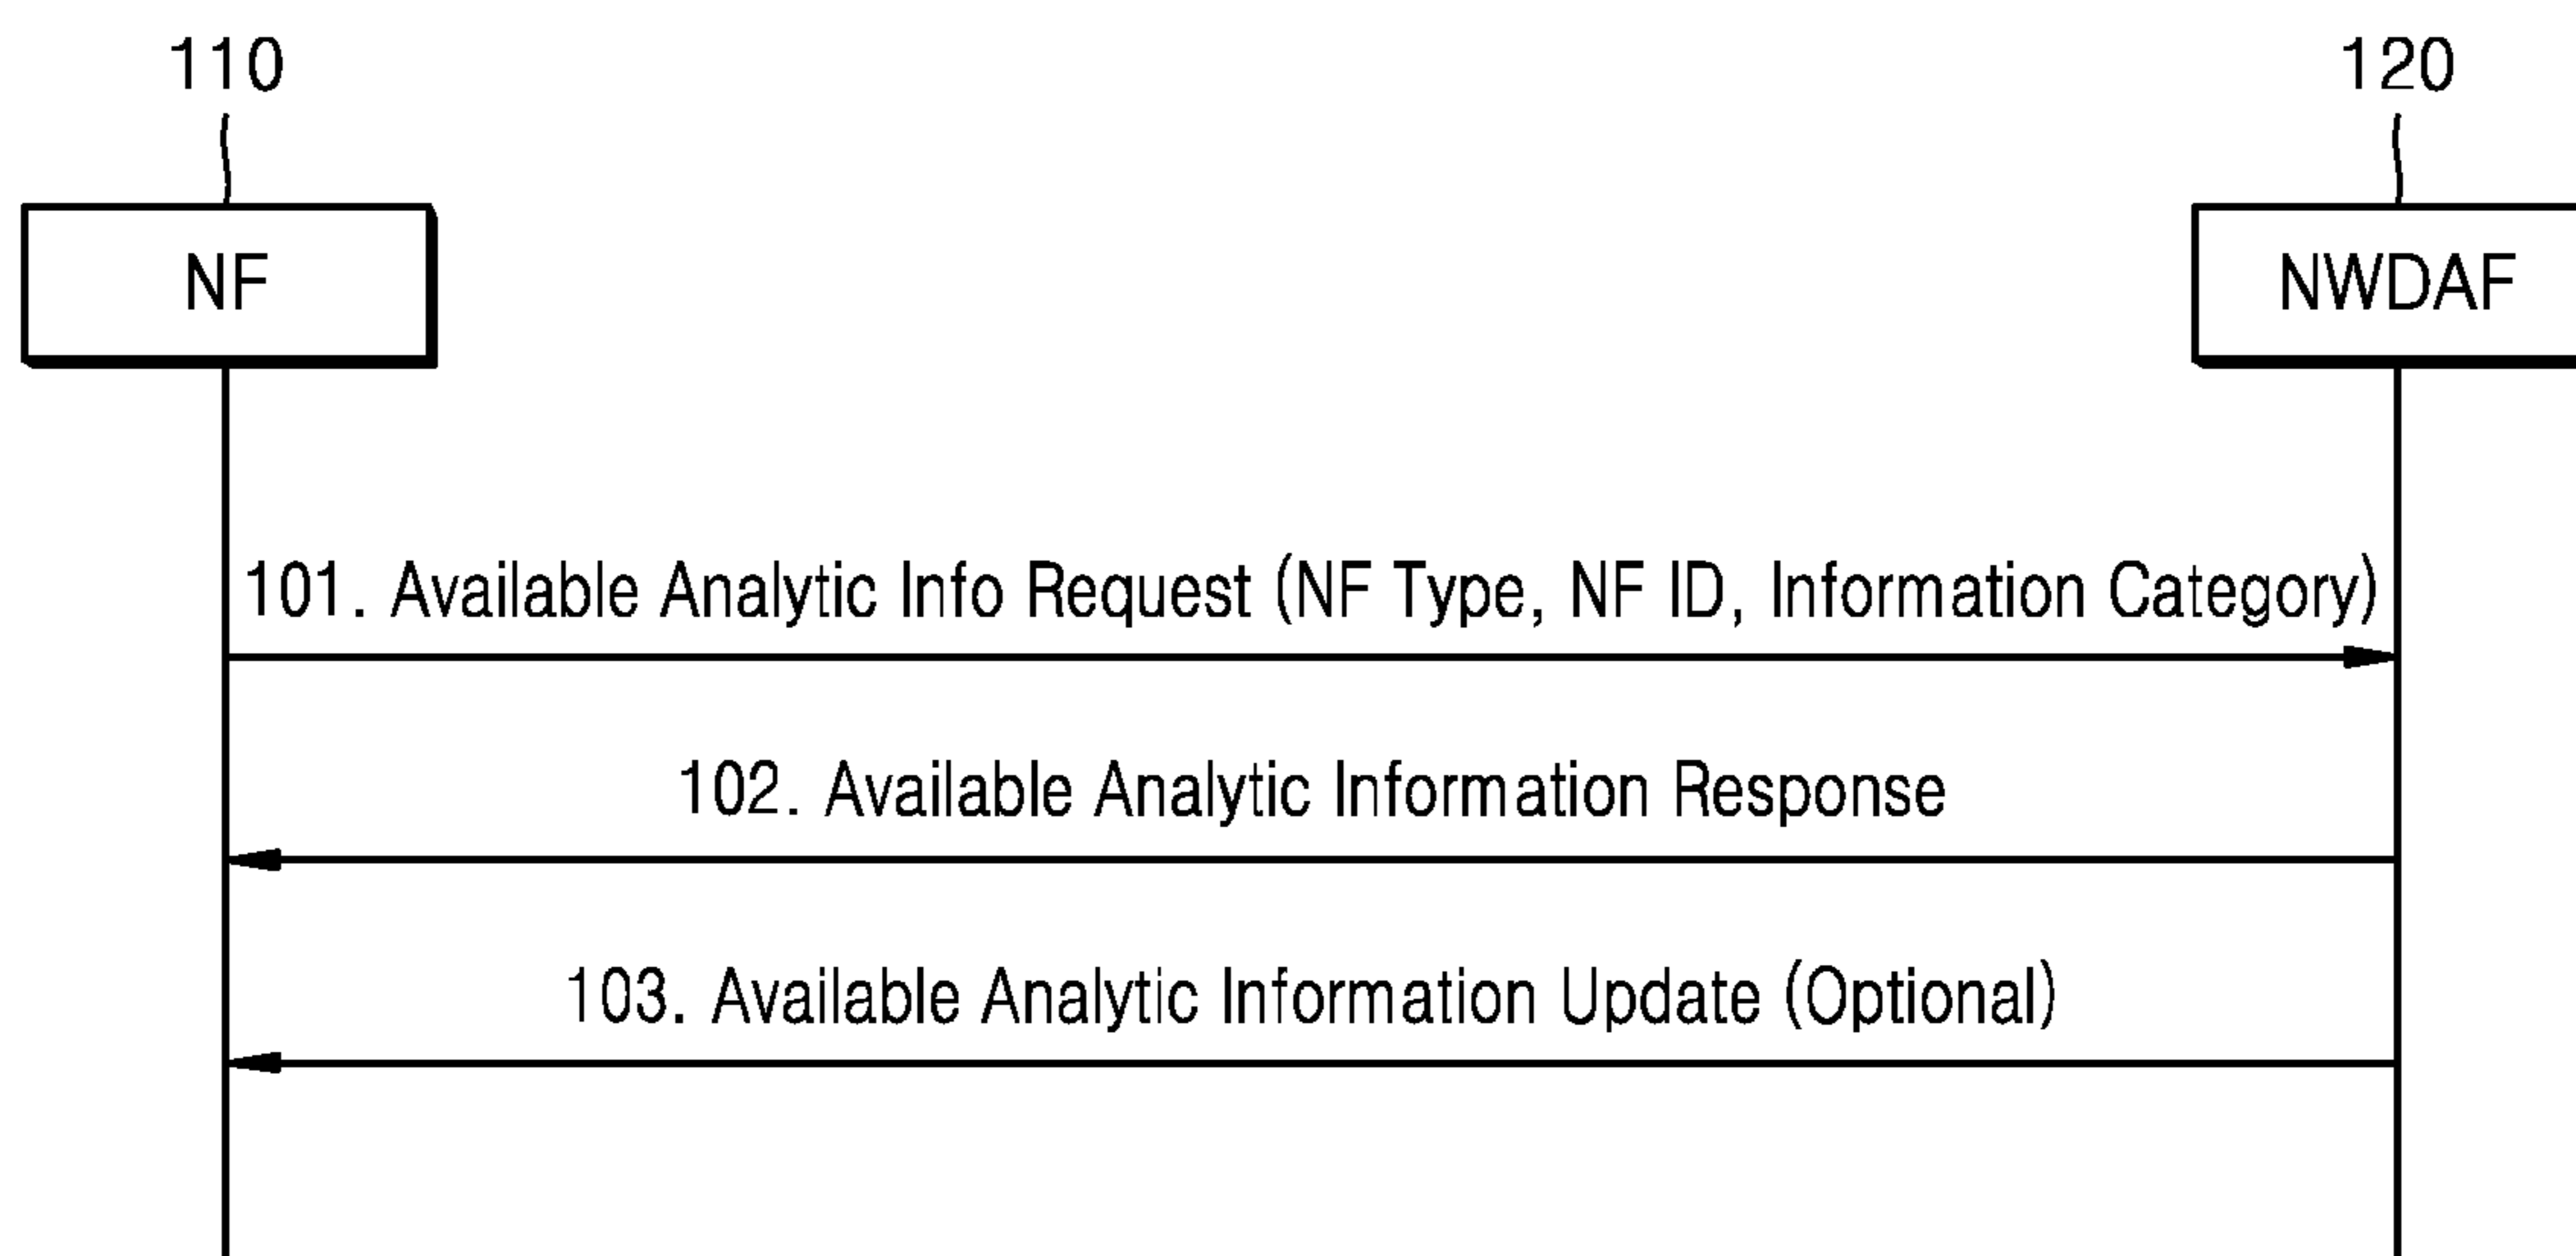 110
120
NF
NWDAF
101. Available Analytic Info Request (NF Type, NF ID, Information Category)
102. Available Analytic Information Response
103. Available Analytic Information Update (Optional)